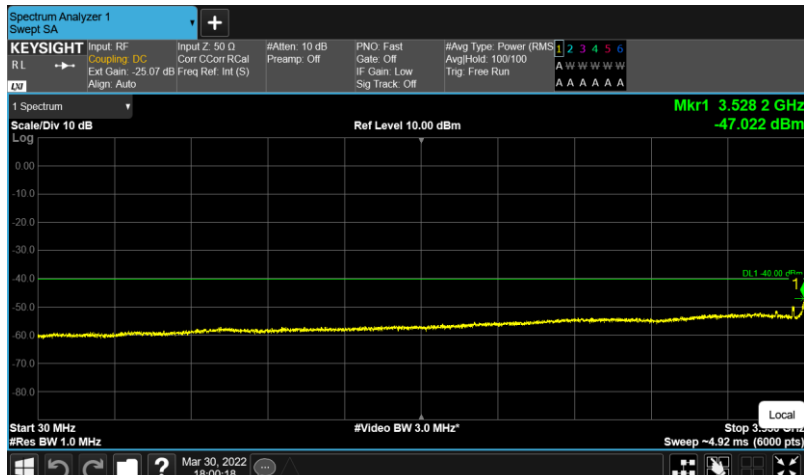 Spectrum Analyzer 1
Swept SA
+
KEYSIGHT Input: RF Input Z: 50 Ω #Atten: 10 dB PNO: Fast #Avg Type: Power (RMS 1 2 3 4 5 6
RL Coupling: DC Corr CCorr RCal Preamp: Off Gate: Off Avg|Hold: 100/100 A W W W W W
Ext Gain: -25.07 dB Freq Ref: Int (S) IF Gain: Low Trig: Free Run
LXI Align: Auto Sig Track: Off A A A A A A
1 Spectrum Mkr1 3.528 2 GHz
Scale/Div 10 dB Ref Level 10.00 dBm -47.022 dBm
Log
0.00
-10.0
-20.0
-30.0
-40.0 DL1 -40.00 dBm
1
-50.0
-60.0
-70.0
-80.0
Local
Start 30 MHz #Video BW 3.0 MHz* Stop
#Res BW 1.0 MHz Sweep ~4.92 ms (6000 pts)
? Mar 30, 2022
18:00:18